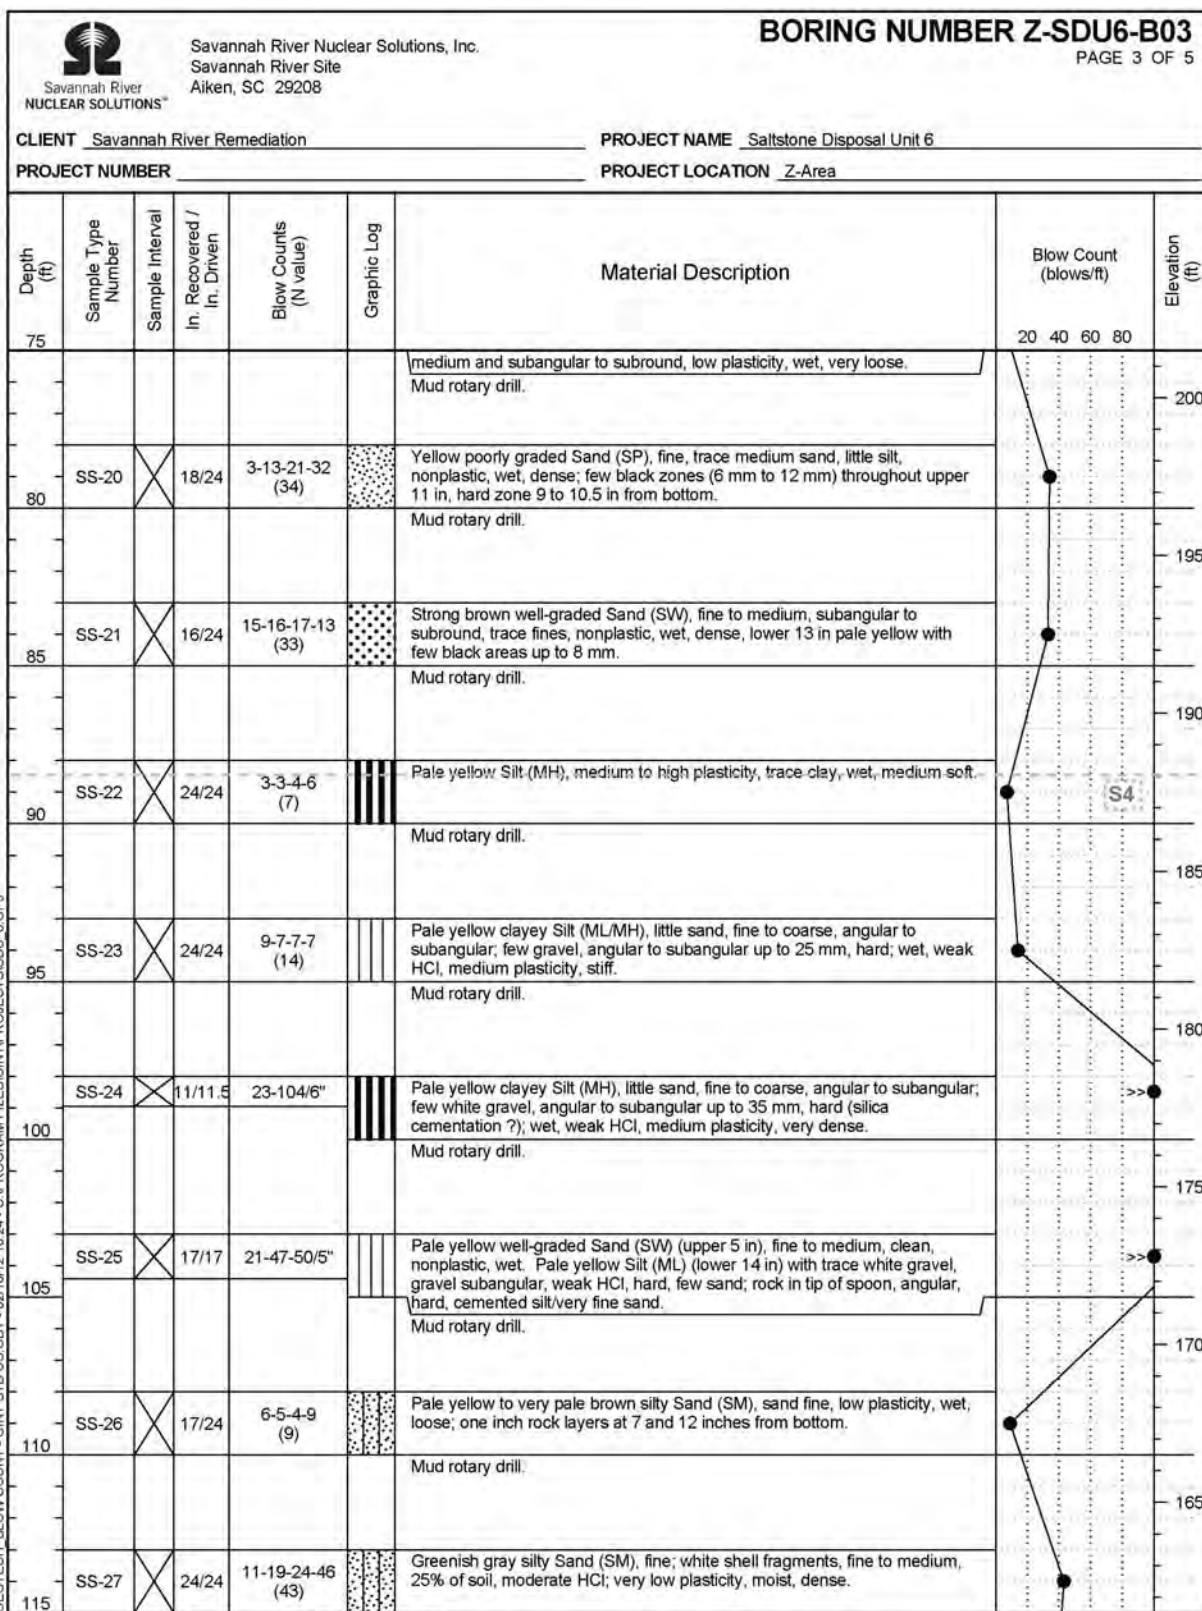 BORING NUMBER Z-SDU6-B03
PAGE 3 OF 5
Savannah River Nuclear Solutions, Inc.
Savannah River Site
Aiken, SC 29208
Savannah River
NUCLEAR SOLUTIONS
CLIENT Savannah River Remediation
PROJECT NAME Saltstone Disposal Unit 6
PROJECT NUMBER
PROJECT LOCATION Z-Area
Depth (ft)
Sample Type Number
Sample Interval
In. Recovered / In. Driven
Blow Counts (N value)
Graphic Log
Material Description
Blow Count
(blows/ft)
20 40 60 80
Elevation (ft)
75
medium and subangular to subround, low plasticity, wet, very loose.
Mud rotary drill.
200
SS-20
18/24
3-13-21-32
(34)
Yellow poorly graded Sand (SP), fine, trace medium sand, little silt,
nonplastic, wet, dense; few black zones (6 mm to 12 mm) throughout upper
11 in, hard zone 9 to 10.5 in from bottom.
80
Mud rotary drill.
195
SS-21
16/24
15-16-17-13
(33)
Strong brown well-graded Sand (SW), fine to medium, subangular to
subround, trace fines, nonplastic, wet, dense, lower 13 in pale yellow with
few black areas up to 8 mm.
85
Mud rotary drill.
190
SS-22
24/24
3-3-4-6
(7)
Pale yellow Silt (MH), medium to high plasticity, trace clay, wet, medium soft.
S4
90
Mud rotary drill.
185
SS-23
24/24
9-7-7-7
(14)
Pale yellow clayey Silt (ML/MH), little sand, fine to coarse, angular to
subangular; few gravel, angular to subangular up to 25 mm, hard; wet, weak
HCl, medium plasticity, stiff.
95
Mud rotary drill.
180
SS-24
11/11.5
23-104/6"
Pale yellow clayey Silt (MH), little sand, fine to coarse, angular to subangular;
few white gravel, angular to subangular up to 35 mm, hard (silica
cementation ?); wet, weak HCl, medium plasticity, very dense.
>>
100
Mud rotary drill.
175
SS-25
17/17
21-47-50/5"
Pale yellow well-graded Sand (SW) (upper 5 in), fine to medium, clean,
nonplastic, wet. Pale yellow Silt (ML) (lower 14 in) with trace white gravel,
gravel subangular, weak HCl, hard, few sand; rock in tip of spoon, angular,
hard, cemented silt/very fine sand.
>>
105
Mud rotary drill.
170
SS-26
17/24
6-5-4-9
(9)
Pale yellow to very pale brown silty Sand (SM), sand fine, low plasticity, wet,
loose; one inch rock layers at 7 and 12 inches from bottom.
110
Mud rotary drill.
165
SS-27
24/24
11-19-24-46
(43)
Greenish gray silty Sand (SM), fine; white shell fragments, fine to medium,
25% of soil, moderate HCl; very low plasticity, moist, dense.
115